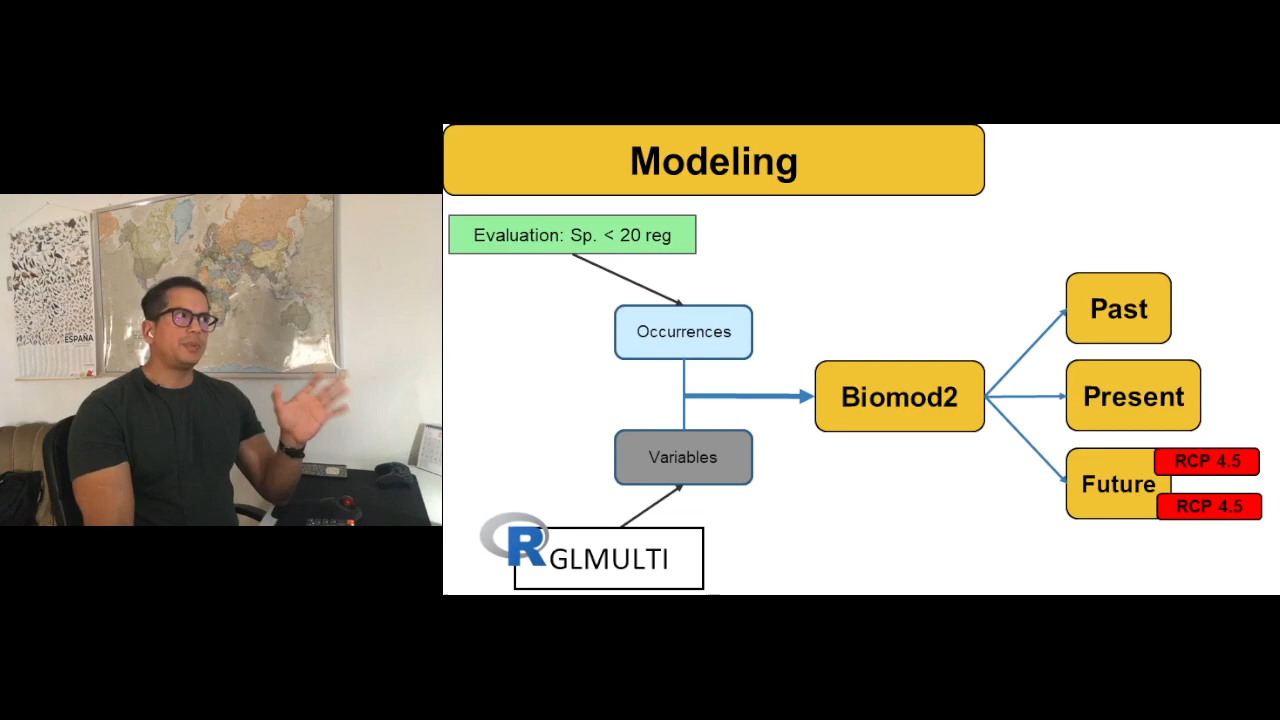 Modeling
Evaluation: Sp. < 20 reg
Occurrences
Variables
R GLMULTI
Biomod2
Past
Present
Future
RCP 4.5
RCP 4.5
ESPAÑA